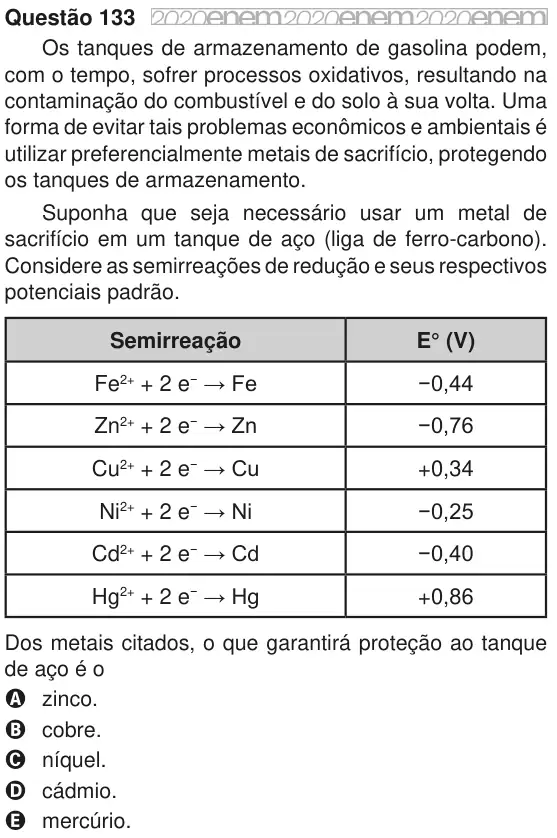 Questão 133 2020enem2020enem2020enem
Os tanques de armazenamento de gasolina podem,
com o tempo, sofrer processos oxidativos, resultando na
contaminação do combustível e do solo à sua volta. Uma
forma de evitar tais problemas econômicos e ambientais é
utilizar preferencialmente metais de sacrifício, protegendo
os tanques de armazenamento.
Suponha que seja necessário usar um metal de
sacrifício em um tanque de aço (liga de ferro-carbono).
Considere as semirreações de redução e seus respectivos
potenciais padrão.
Semirreação E° (V)
Fe²⁺ + 2 e⁻ → Fe −0,44
Zn²⁺ + 2 e⁻ → Zn −0,76
Cu²⁺ + 2 e⁻ → Cu +0,34
Ni²⁺ + 2 e⁻ → Ni −0,25
Cd²⁺ + 2 e⁻ → Cd −0,40
Hg²⁺ + 2 e⁻ → Hg +0,86
Dos metais citados, o que garantirá proteção ao tanque
de aço é o
A zinco.
B cobre.
C níquel.
D cádmio.
E mercúrio.